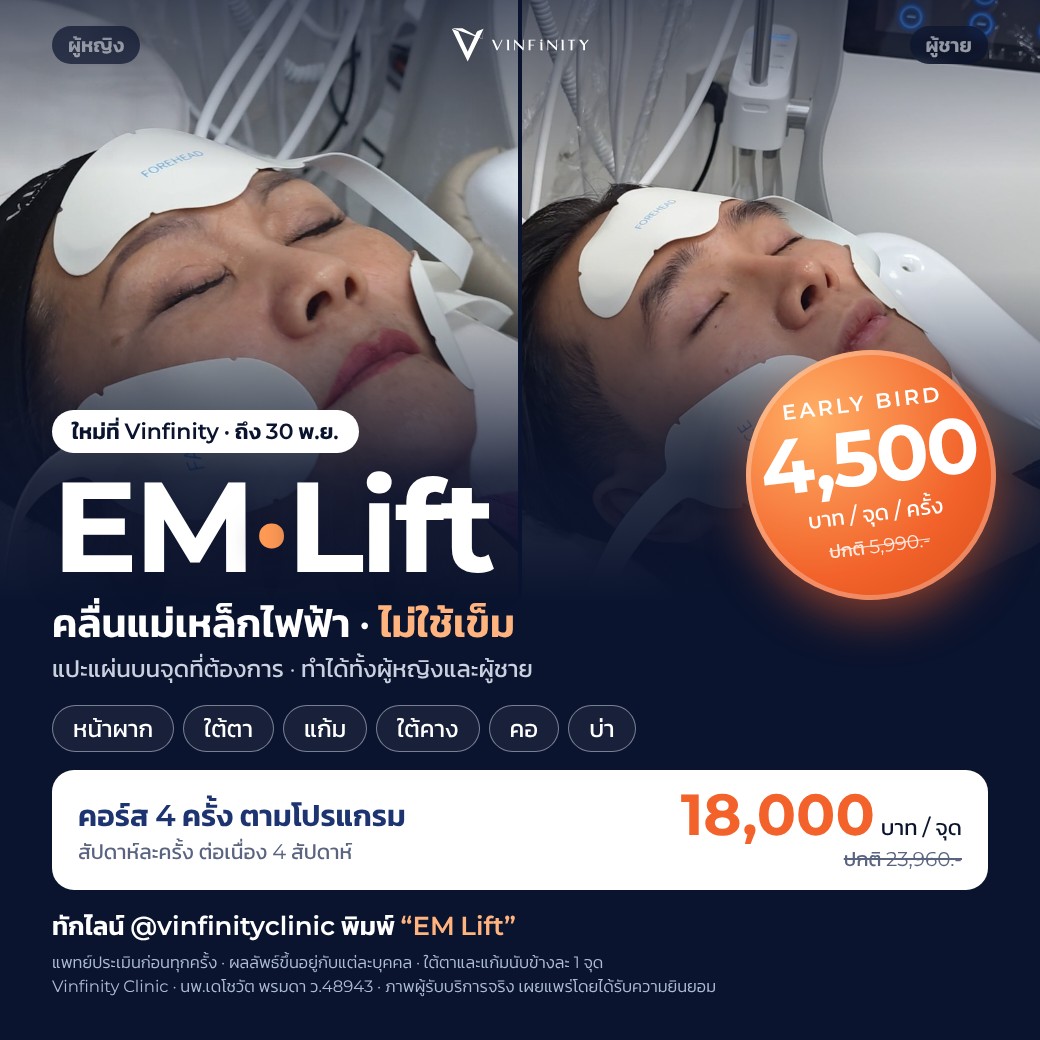 ผู้หญิง
VINFINITY
ผู้ชาย
FOREHEAD
FOREHEAD
EARLY BIRD
4,500
บาท / จุด / ครั้ง
ปกติ 5,990.-
ใหม่ที่ Vinfinity · ถึง 30 พ.ย.
EM·Lift
คลื่นแม่เหล็กไฟฟ้า · ไม่ใช้เข็ม
แปะแผ่นบนจุดที่ต้องการ · ทำได้ทั้งผู้หญิงและผู้ชาย
หน้าผาก ใต้ตา แก้ม ใต้คาง คอ บ่า
คอร์ส 4 ครั้ง ตามโปรแกรม
สัปดาห์ละครั้ง ต่อเนื่อง 4 สัปดาห์
18,000 บาท / จุด
ปกติ 23,960.-
ทักไลน์ @vinfinityclinic พิมพ์ “EM Lift”
แพทย์ประเมินก่อนทุกครั้ง · ผลลัพธ์ขึ้นอยู่กับแต่ละบุคคล · ใต้ตาและแก้มนับข้างละ 1 จุด
Vinfinity Clinic · นพ.เดโชวัต พรมดา ว.48943 · ภาพผู้รับบริการจริง เผยแพร่โดยได้รับความยินยอม